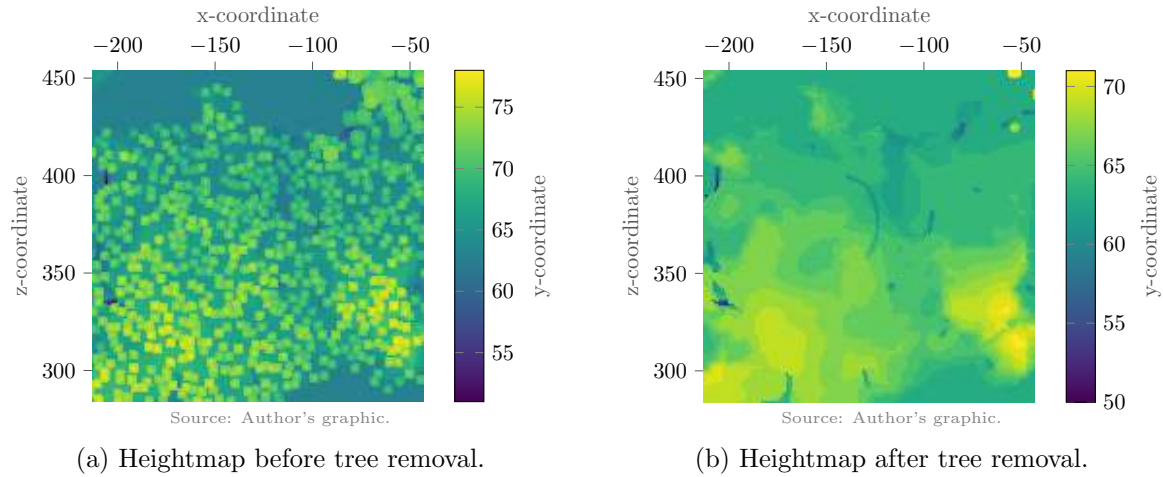 x-coordinate
−200 −150 −100 −50
450
400
350
300
z-coordinate
75
70
65
60
55
y-coordinate
Source: Author's graphic.
(a) Heightmap before tree removal.
x-coordinate
−200 −150 −100 −50
450
400
350
300
z-coordinate
70
65
60
55
50
y-coordinate
Source: Author's graphic.
(b) Heightmap after tree removal.